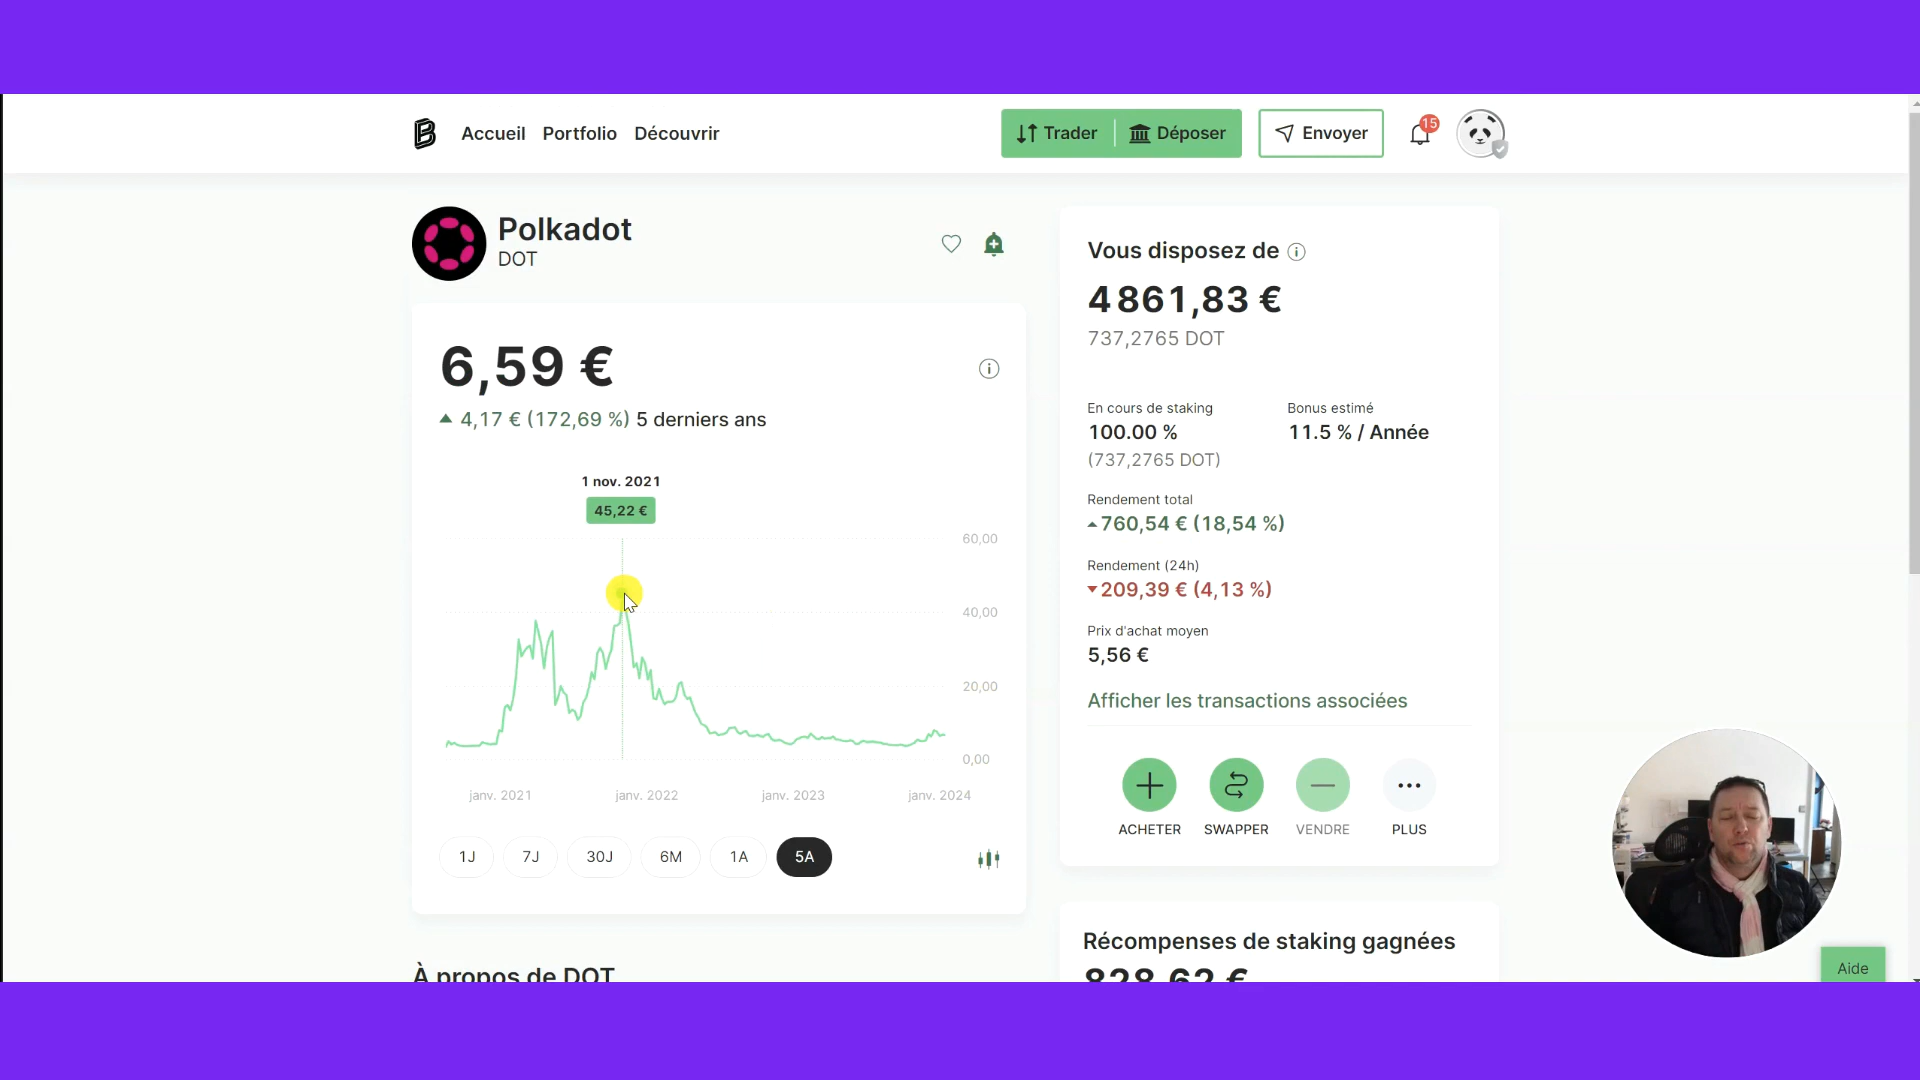 Accueil Portfolio Découvrir
Trader Déposer Envoyer 15
Polkadot
DOT
6,59 €
4,17 € (172,69 %) 5 derniers ans
1 nov. 2021
45,22 €
60,00
40,00
20,00
0,00
janv. 2021 janv. 2022 janv. 2023 janv. 2024
1J 7J 30J 6M 1A 5A
À propos de DOT
Vous disposez de
4 861,83 €
737,2765 DOT
En cours de staking
100.00 %
(737,2765 DOT)
Bonus estimé
11.5 % / Année
Rendement total
760,54 € (18,54 %)
Rendement (24h)
209,39 € (4,13 %)
Prix d'achat moyen
5,56 €
Afficher les transactions associées
ACHETER SWAPPER VENDRE PLUS
Récompenses de staking gagnées
828,62 €
Aide